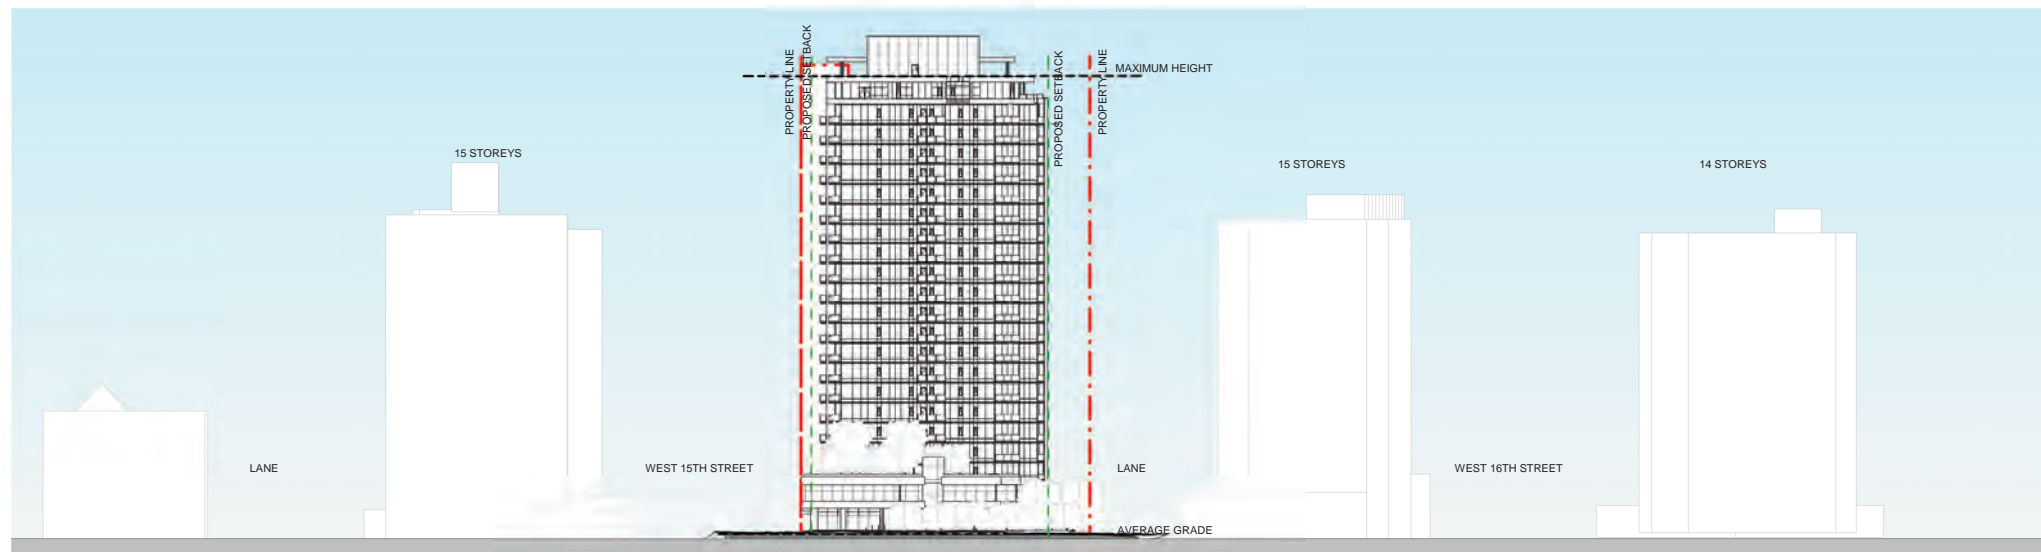 PROPERTY LINE
PROPOSED SETBACK
PROPOSED SETBACK
PROPERTY LINE
MAXIMUM HEIGHT
15 STOREYS
15 STOREYS
14 STOREYS
LANE
WEST 15TH STREET
LANE
WEST 16TH STREET
AVERAGE GRADE